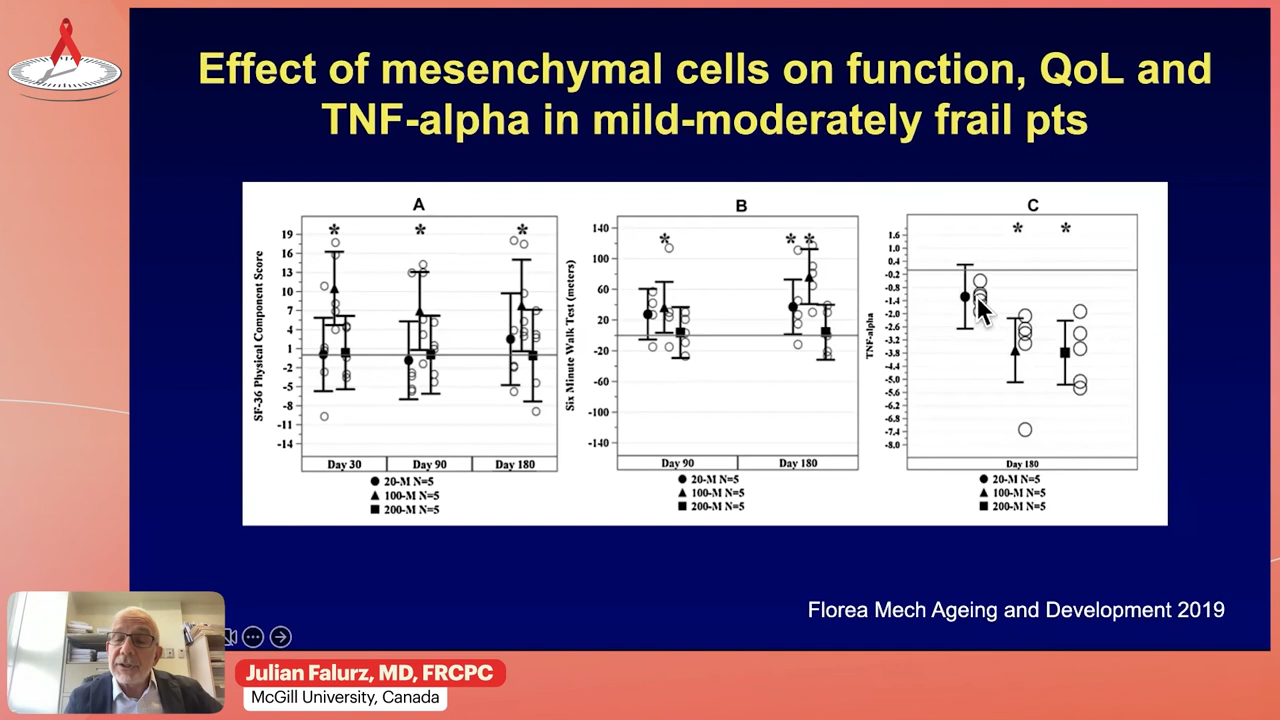 Effect of mesenchymal cells on function, QoL and
TNF-alpha in mild-moderately frail pts
A
B
C
SF-36 Physical Component Score
19
16
13
10
7
4
1
-2
-5
-8
-11
-14
* * *
Day 30 Day 90 Day 180
20-M N=5
100-M N=5
200-M N=5
Six Minute Walk Test (meters)
140
100
60
20
-20
-60
-100
-140
* * *
Day 90 Day 180
20-M N=5
100-M N=5
200-M N=5
TNF-alpha
1.6
1.0
0.4
-0.2
-0.8
-1.4
-2.0
-2.6
-3.2
-3.8
-4.4
-5.0
-5.6
-6.2
-6.8
-7.4
-8.0
* *
Day 180
20-M N=5
100-M N=5
200-M N=5
Florea Mech Ageing and Development 2019
Julian Falurz, MD, FRCPC
McGill University, Canada